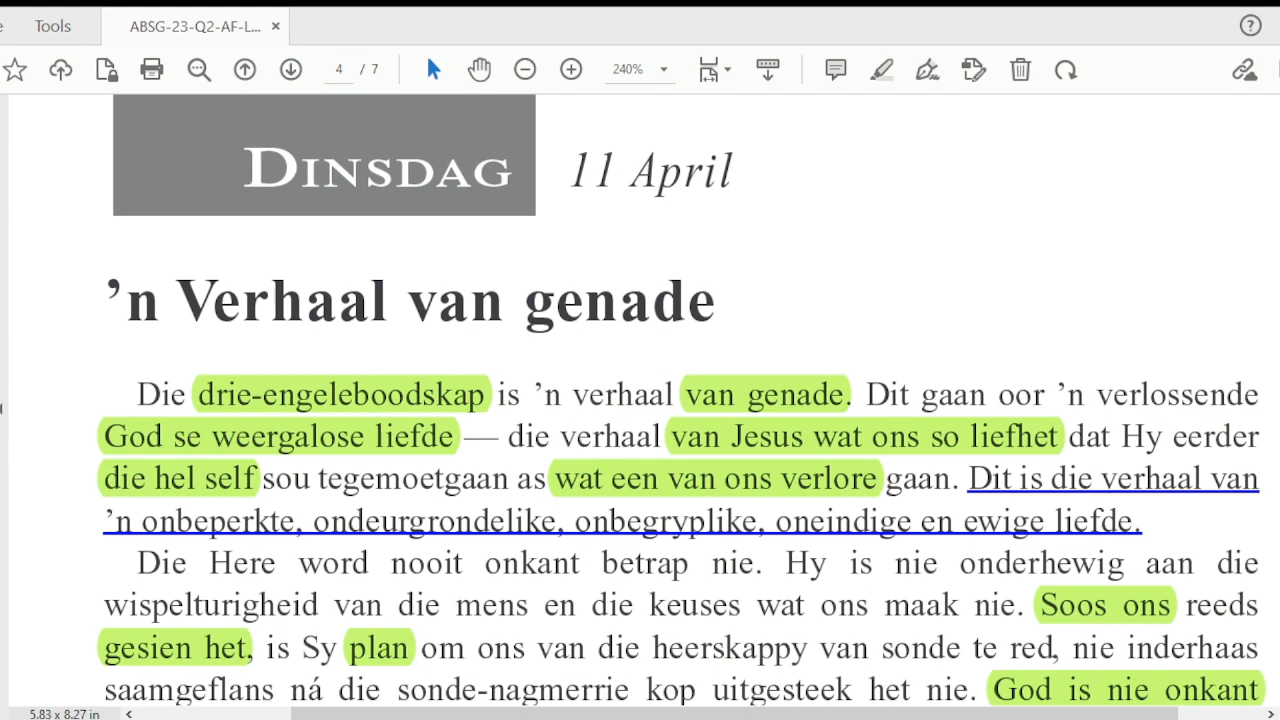 Tools
ABSG-23-Q2-AF-L... ×
4 / 7
240%
DINSDAG 11 April
’n Verhaal van genade
Die drie-engeleboodskap is ’n verhaal van genade. Dit gaan oor ’n verlossende
God se weergalose liefde — die verhaal van Jesus wat ons so liefhet dat Hy eerder
die hel self sou tegemoetgaan as wat een van ons verlore gaan. Dit is die verhaal van
’n onbeperkte, ondeurgrondelike, onbegryplike, oneindige en ewige liefde.
Die Here word nooit onkant betrap nie. Hy is nie onderhewig aan die
wispelturigheid van die mens en die keuses wat ons maak nie. Soos ons reeds
gesien het, is Sy plan om ons van die heerskappy van sonde te red, nie inderhaas
saamgeflans ná die sonde-nagmerrie kop uitgesteek het nie. God is nie onkant
5.83 x 8.27 in